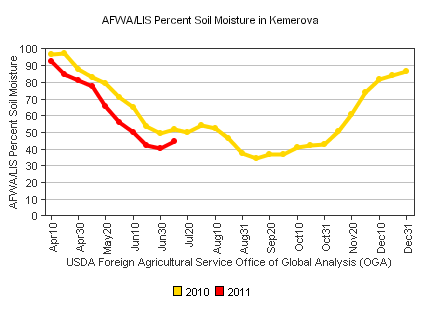 AFWA/LIS Percent Soil Moisture in Kemerova
AFWA/LIS Percent Soil Moisture
100
90
80
70
60
50
40
30
20
10
0
Apr10
Apr30
May20
Jun10
Jun30
Jul20
Aug10
Aug31
Sep20
Oct10
Oct31
Nov20
Dec10
Dec31
USDA Foreign Agricultural Service Office of Global Analysis (OGA)
2010 2011